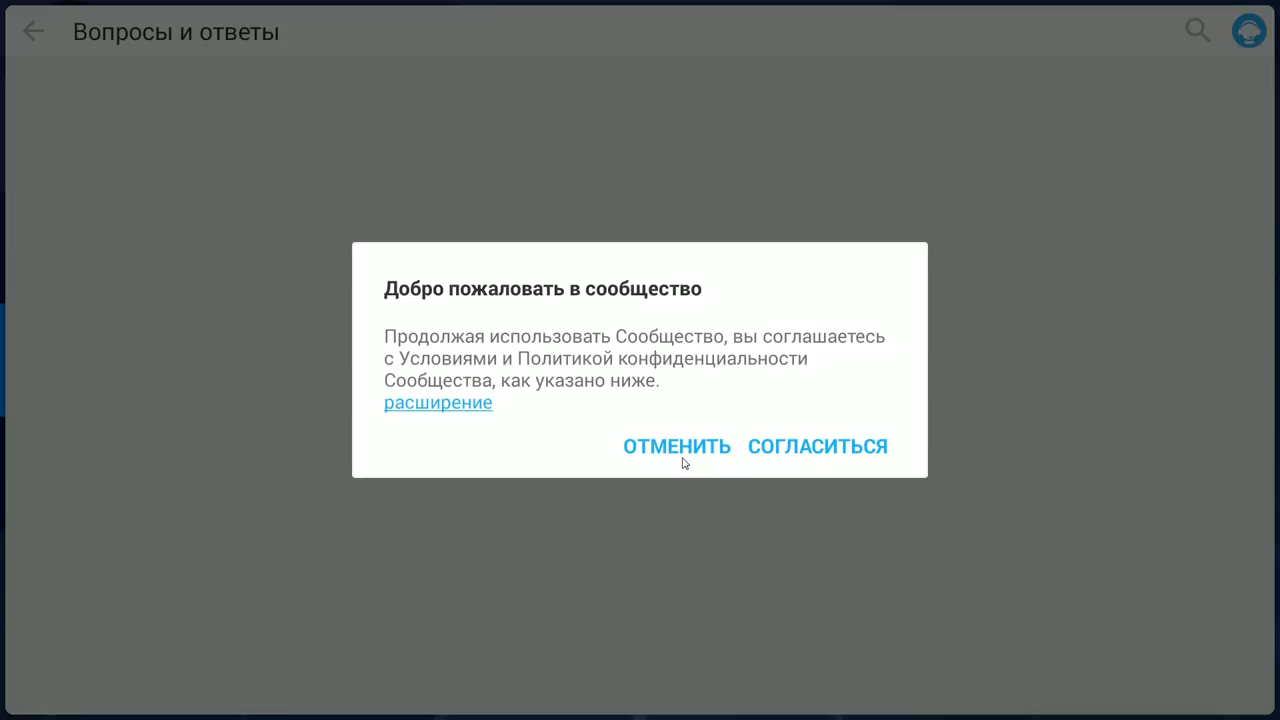 Вопросы и ответы
Добро пожаловать в сообщество
Продолжая использовать Сообщество, вы соглашаетесь
с Условиями и Политикой конфиденциальности
Сообщества, как указано ниже.
расширение
ОТМЕНИТЬ СОГЛАСИТЬСЯ